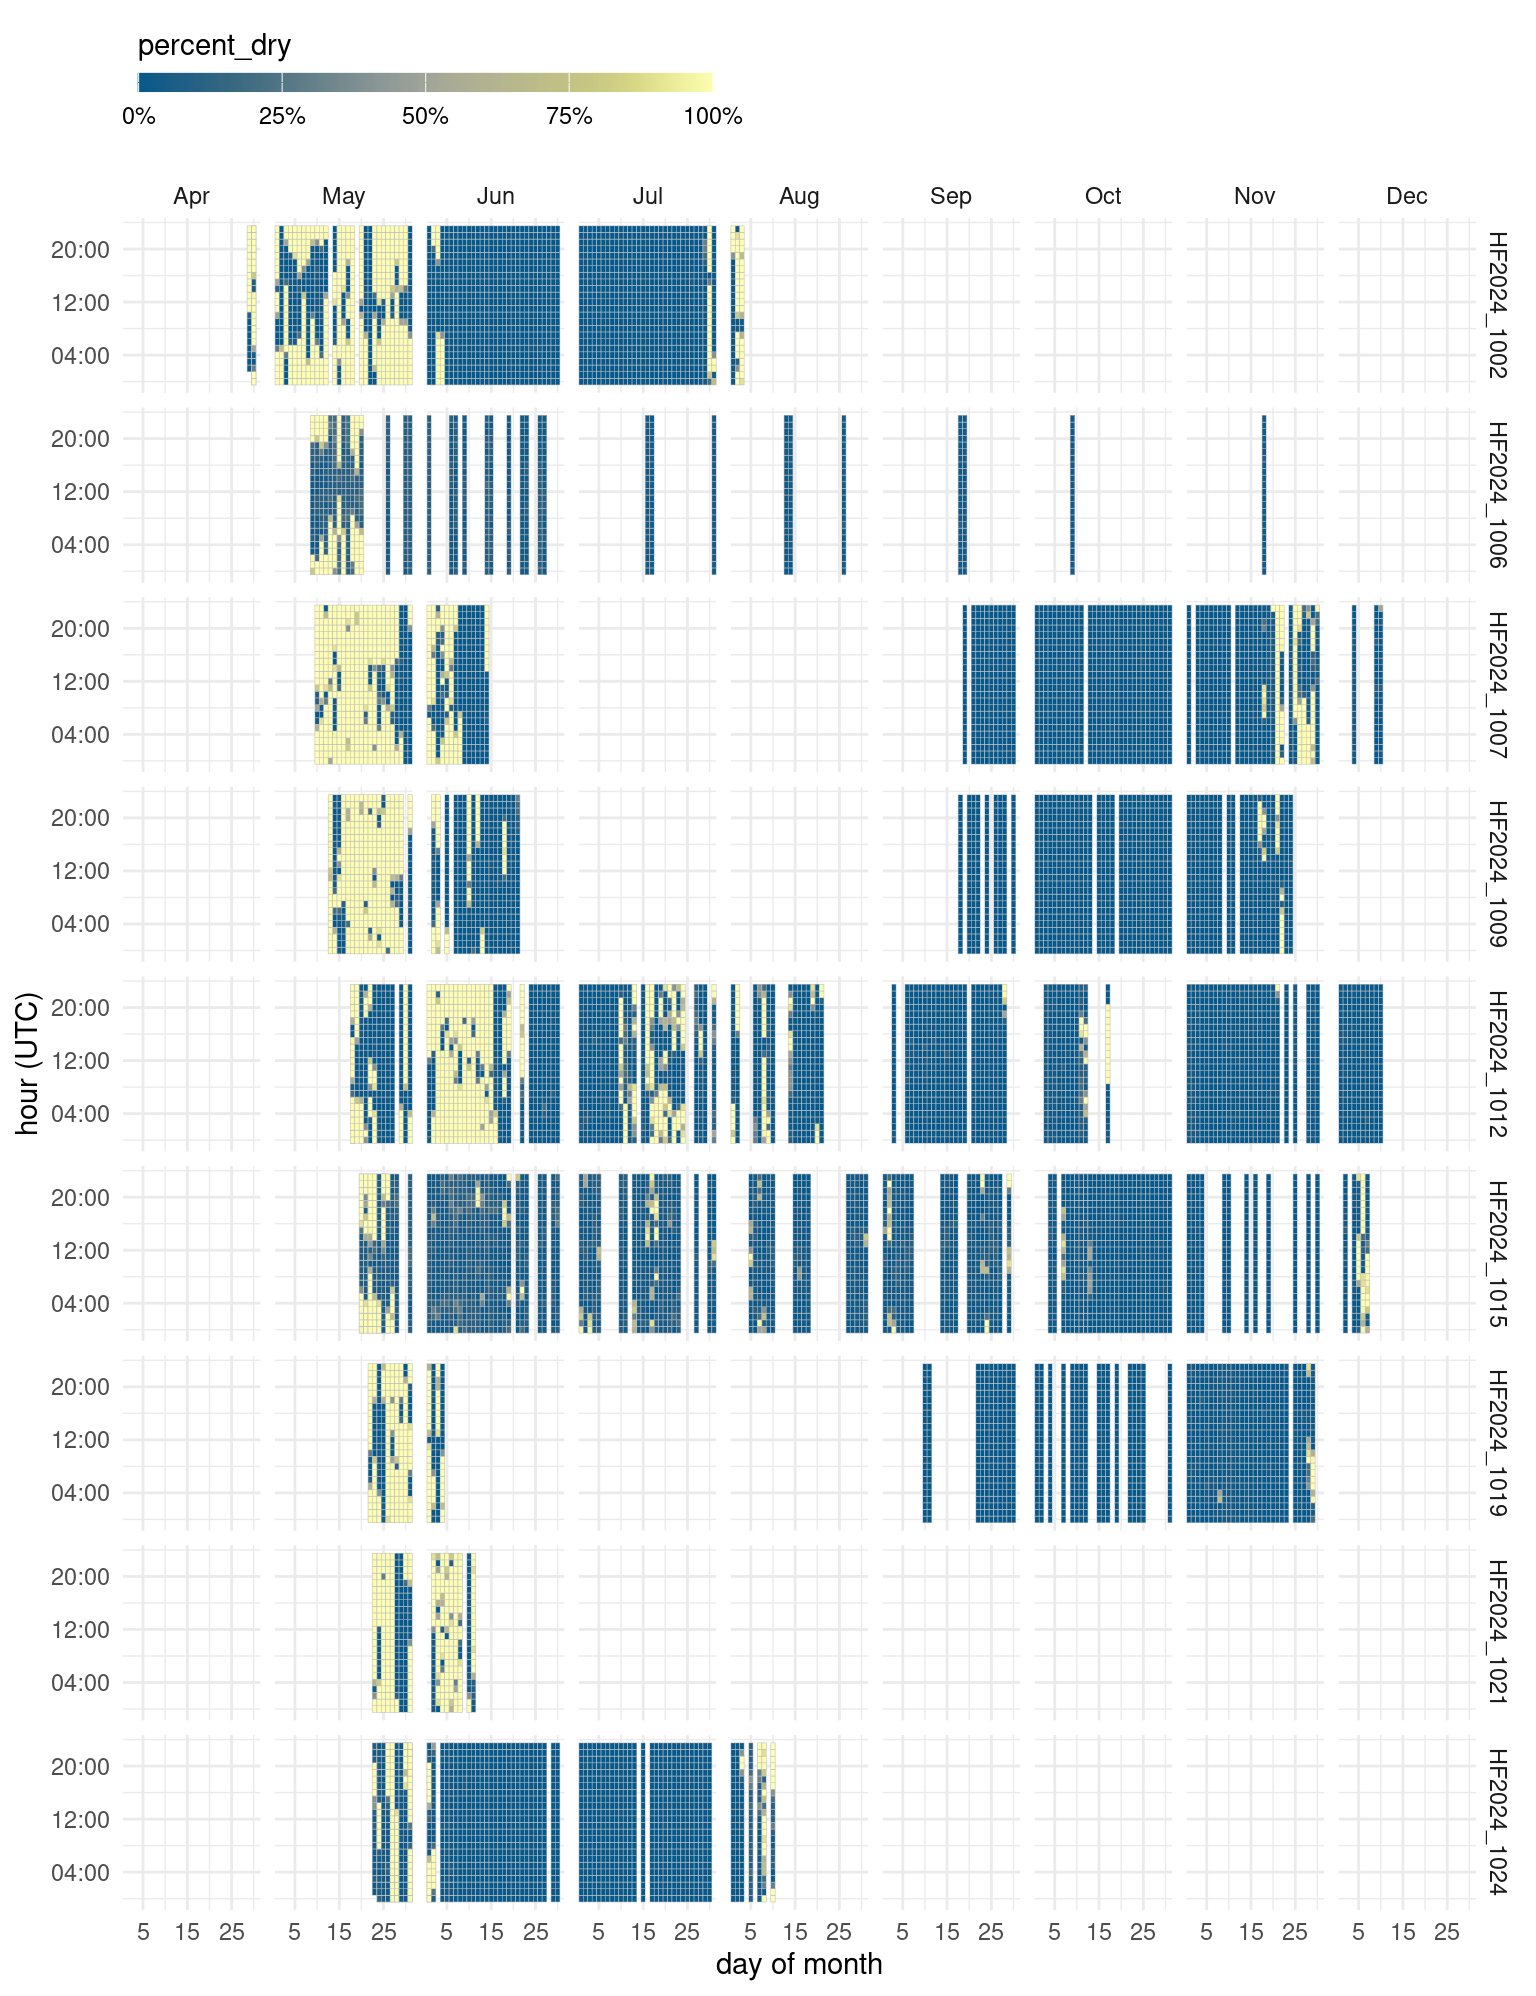 percent_dry
0% 25% 50% 75% 100%
Apr May Jun Jul Aug Sep Oct Nov Dec
20:00
12:00
04:00
HF2024_1002
20:00
12:00
04:00
HF2024_1006
20:00
12:00
04:00
HF2024_1007
20:00
12:00
04:00
HF2024_1009
20:00
12:00
04:00
HF2024_1012
hour (UTC)
20:00
12:00
04:00
HF2024_1015
20:00
12:00
04:00
HF2024_1019
20:00
12:00
04:00
HF2024_1021
20:00
12:00
04:00
HF2024_1024
5 15 25 5 15 25 5 15 25 5 15 25 5 15 25 5 15 25 5 15 25 5 15 25 5 15 25
day of month